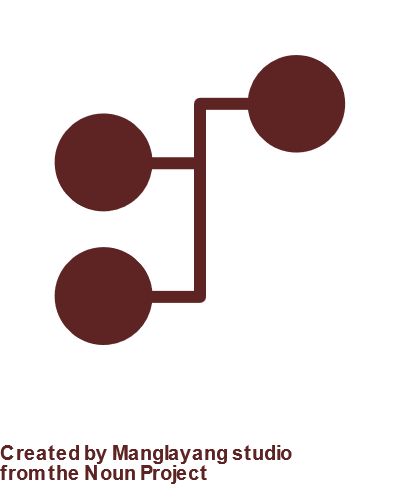 Created by Manglayang studio
from the Noun Project